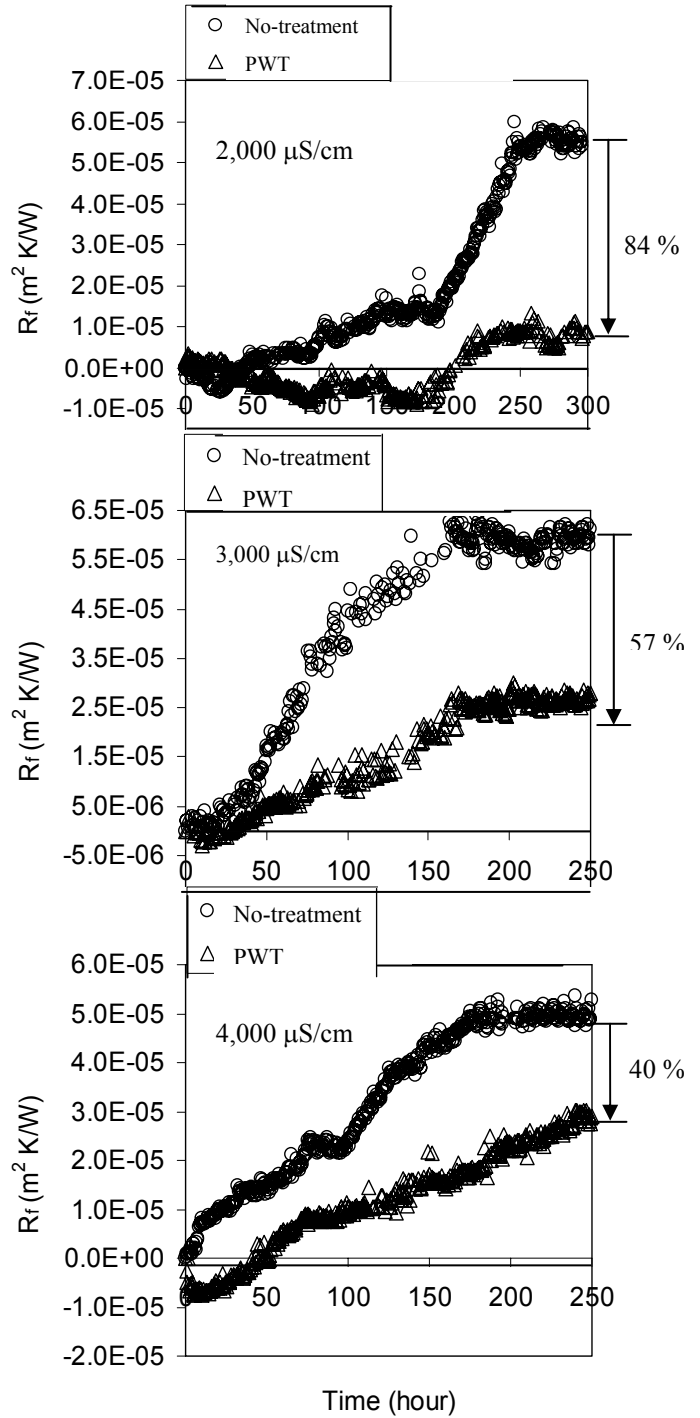 No-treatment
PWT
7.0E-05
6.0E-05
5.0E-05
4.0E-05
3.0E-05
2.0E-05
1.0E-05
0.0E+00
-1.0E-05
Rf (m2 K/W)
2,000 μS/cm
84 %
0 50 100 150 200 250 300
No-treatment
PWT
6.5E-05
5.5E-05
4.5E-05
3.5E-05
2.5E-05
1.5E-05
5.0E-06
-5.0E-06
Rf (m2 K/W)
3,000 μS/cm
57 %
0 50 100 150 200 250
No-treatment
PWT
6.0E-05
5.0E-05
4.0E-05
3.0E-05
2.0E-05
1.0E-05
0.0E+00
-1.0E-05
-2.0E-05
Rf (m2 K/W)
4,000 μS/cm
40 %
0 50 100 150 200 250
Time (hour)